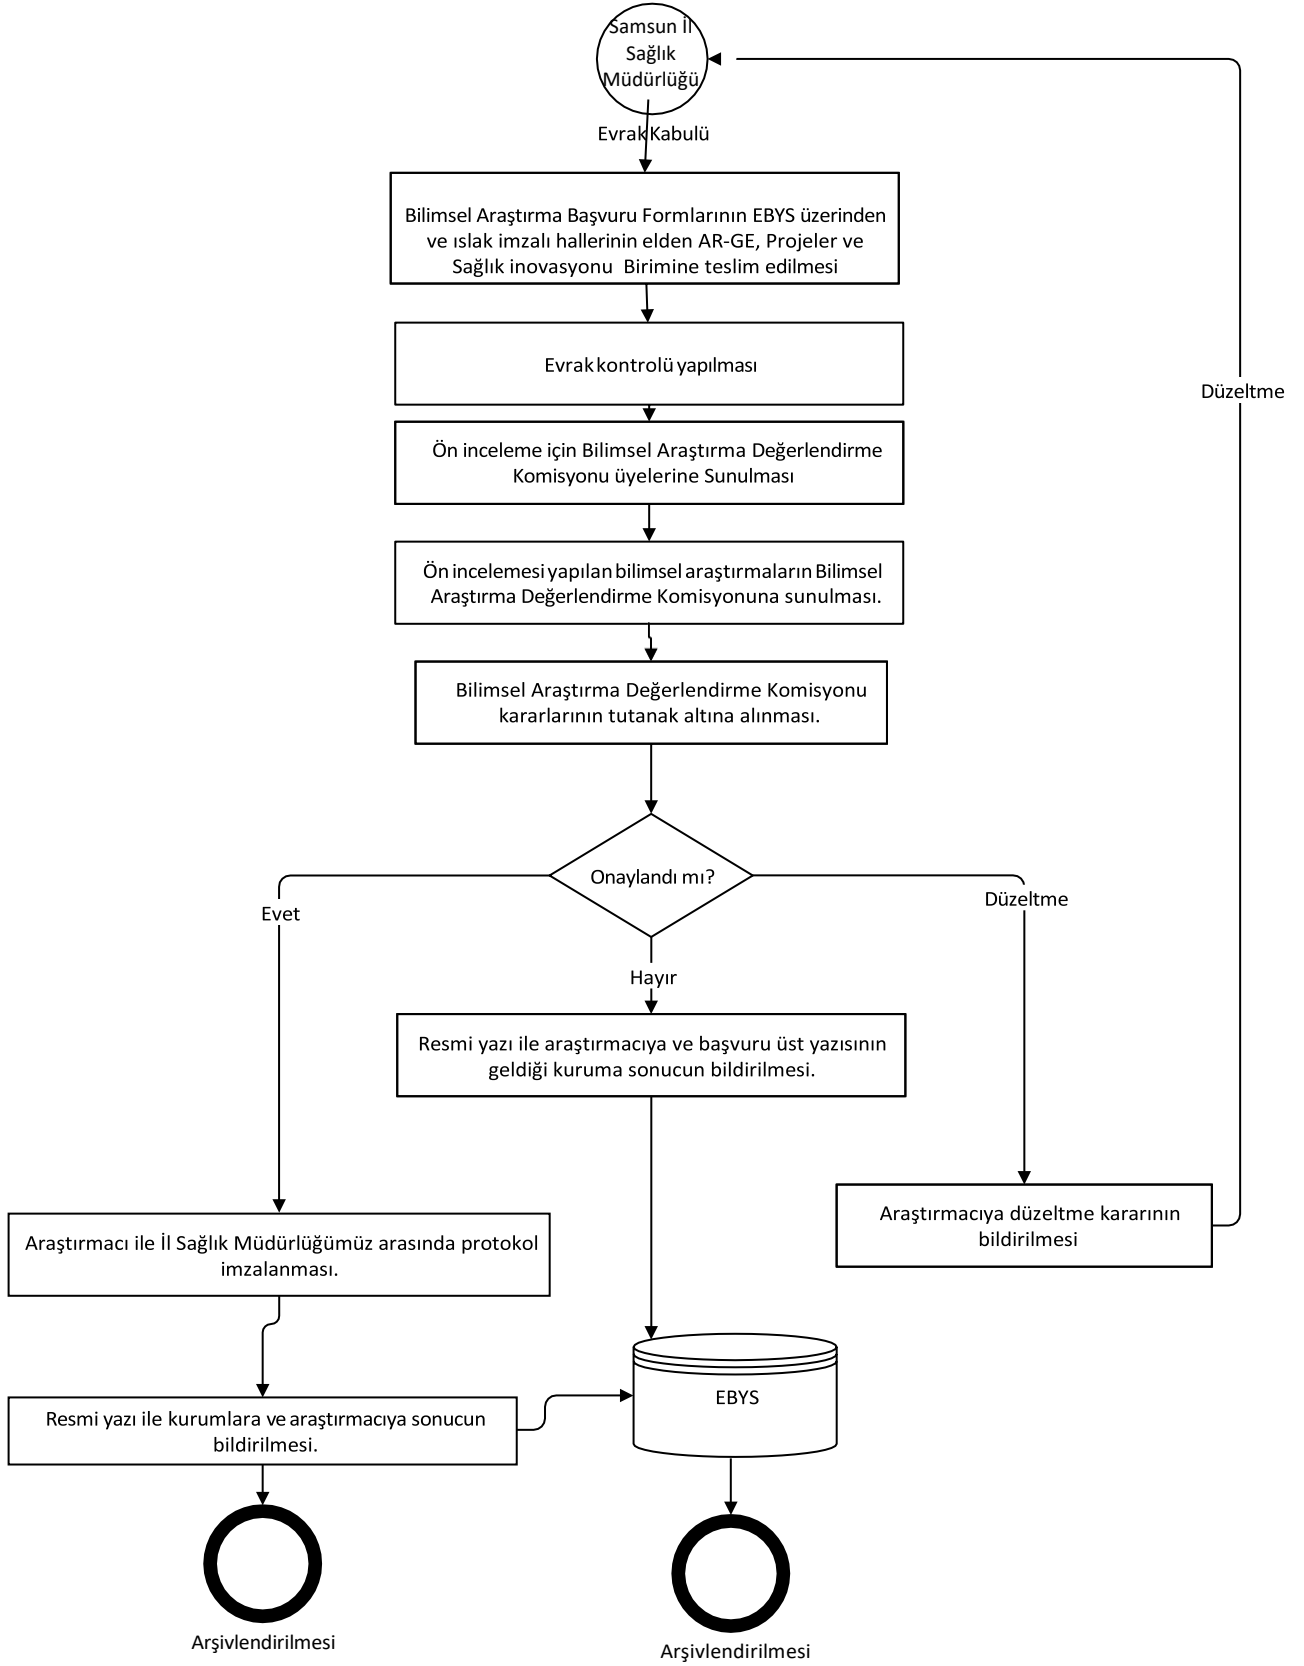 Samsun İl
Sağlık
Müdürlüğü
Evrak Kabulü
Bilimsel Araştırma Başvuru Formlarının EBYS üzerinden
ve ıslak imzalı hallerinin elden AR-GE, Projeler ve
Sağlık inovasyonu Birimine teslim edilmesi
Evrak kontrolü yapılması
Düzeltme
Ön inceleme için Bilimsel Araştırma Değerlendirme
Komisyonu üyelerine Sunulması
Ön incelemesi yapılan bilimsel araştırmaların Bilimsel
Araştırma Değerlendirme Komisyonuna sunulması.
Bilimsel Araştırma Değerlendirme Komisyonu
kararlarının tutanak altına alınması.
Onaylandı mı?
Evet
Düzeltme
Hayır
Resmi yazı ile araştırmacıya ve başvuru üst yazısının
geldiği kuruma sonucun bildirilmesi.
Araştırmacıya düzeltme kararının
bildirilmesi
Araştırmacı ile İl Sağlık Müdürlüğümüz arasında protokol
imzalanması.
EBYS
Resmi yazı ile kurumlara ve araştırmacıya sonucun
bildirilmesi.
Arşivlendirilmesi
Arşivlendirilmesi